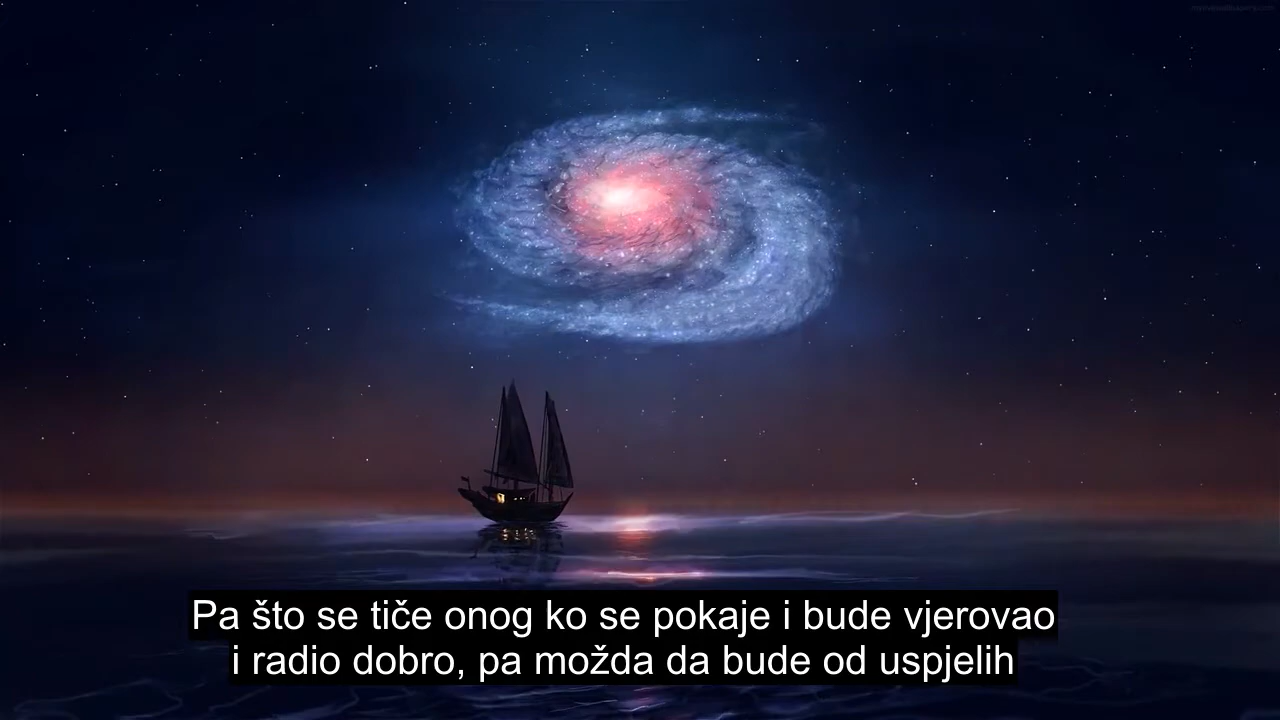 Pa što se tiče onog ko se pokaje i bude vjerovao
i radio dobro, pa možda da bude od uspjelih